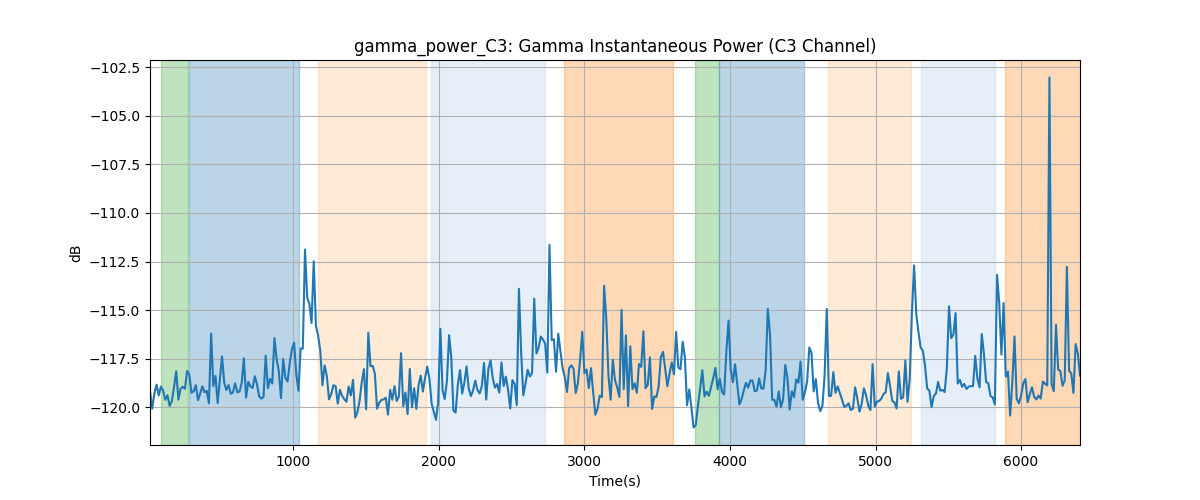 gamma_power_C3: Gamma Instantaneous Power (C3 Channel)
−102.5
−105.0
−107.5
−110.0
−112.5
−115.0
−117.5
−120.0
dB
1000 2000 3000 4000 5000 6000
Time(s)